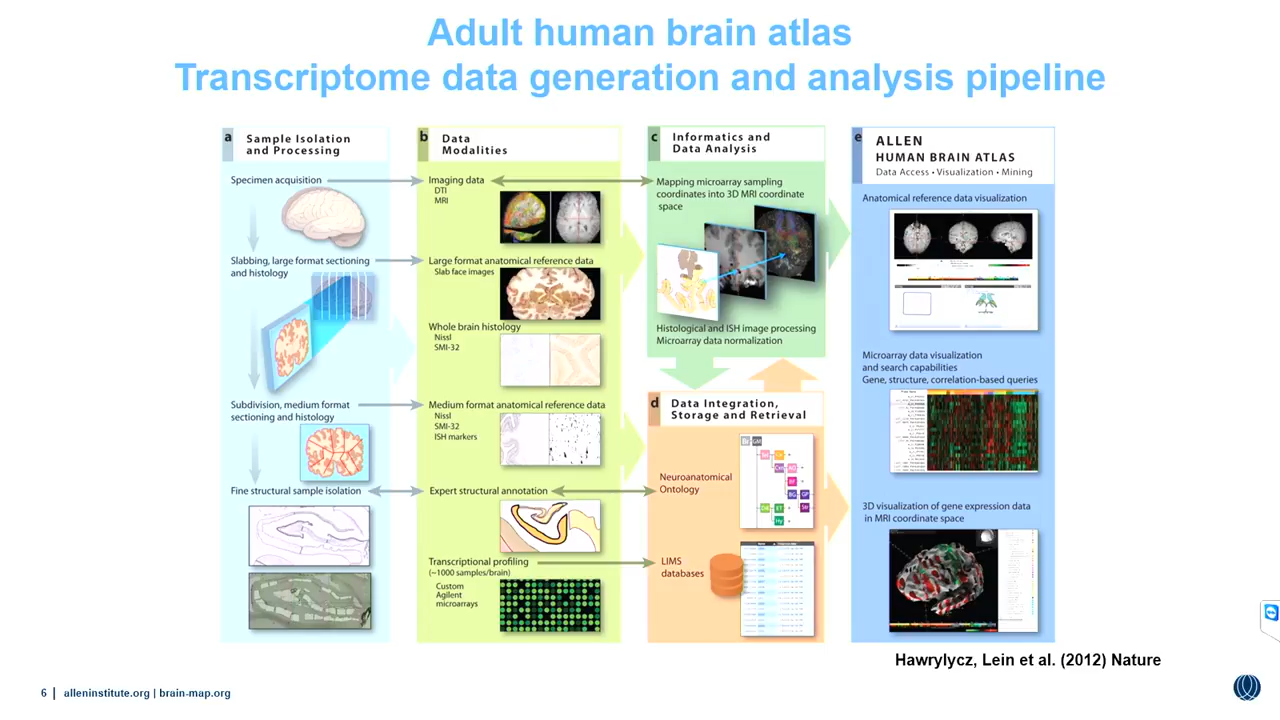 Adult human brain atlas
Transcriptome data generation and analysis pipeline
a
Sample Isolation
and Processing
Specimen acquisition
Slabbing, large format sectioning
and histology
Subdivision, medium format
sectioning and histology
Fine structural sample isolation
b
Data
Modalities
Imaging data
DTI
MRI
Large format anatomical reference data
Slab face images
Whole brain histology
Nissl
SMI-32
Medium format anatomical reference data
Nissl
SMI-32
ISH markers
Expert structural annotation
Transcriptional profiling
(~1000 samples/brain)
Custom
Agilent
microarrays
c
Informatics and
Data Analysis
Mapping microarray sampling
coordinates into 3D MRI coordinate
space
Histological and ISH image processing
Microarray data normalization
d
Data Integration,
Storage and Retrieval
Neuroanatomical
Ontology
Br GM
BG GP
Str
ET
Hy
LIMS
databases
e
ALLEN
HUMAN BRAIN ATLAS
Data Access • Visualization • Mining
Anatomical reference data visualization
Microarray data visualization
and search capabilities
Gene, structure, correlation-based queries
3D visualization of gene expression data
in MRI coordinate space
Hawrylycz, Lein et al. (2012) Nature
6 | alleninstitute.org | brain-map.org